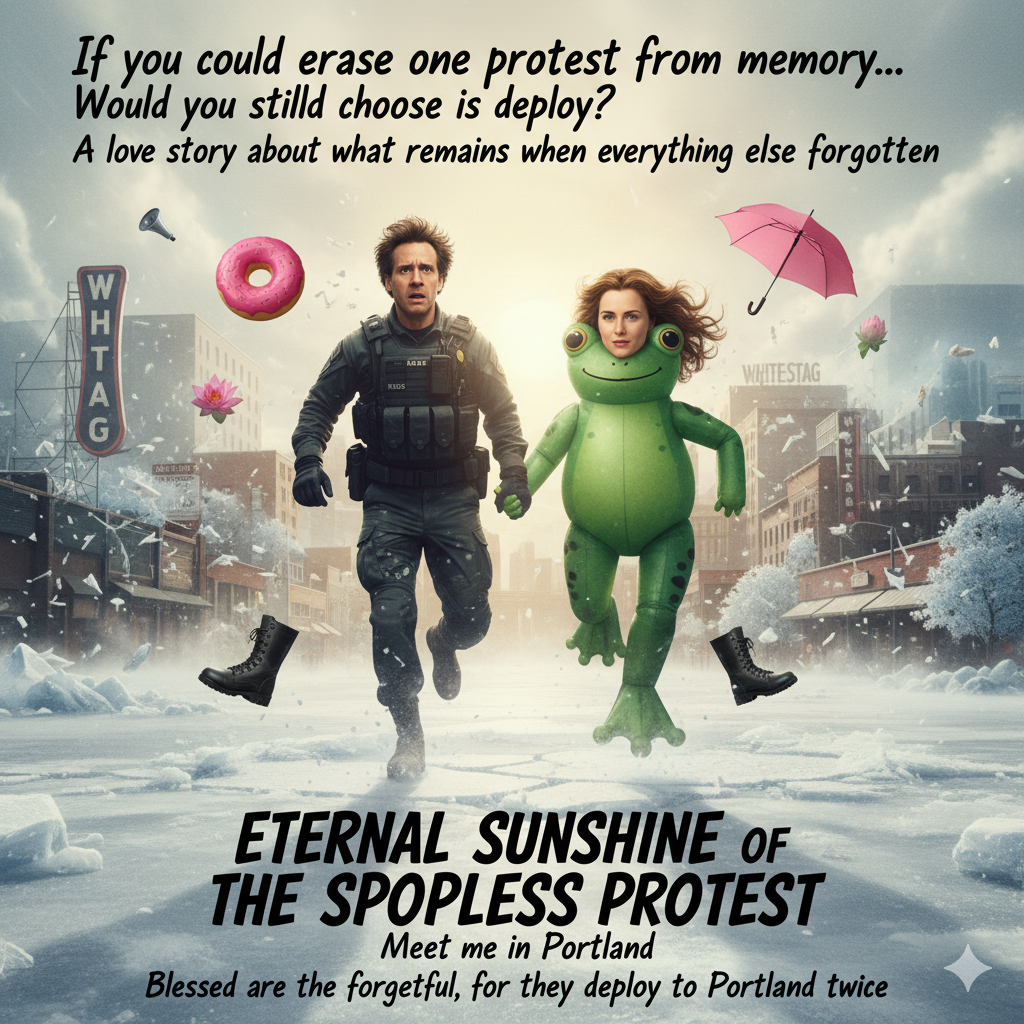 If you could erase one protest from memory...
Would you stilld choose is deploy?
A love story about what remains when everything else forgotten
WHTAG
WHITESTAG
ETERNAL SUNSHINE OF
THE SPOPLESS PROTEST
Meet me in Portland
Blessed are the forgetful, for they deploy to Portland twice